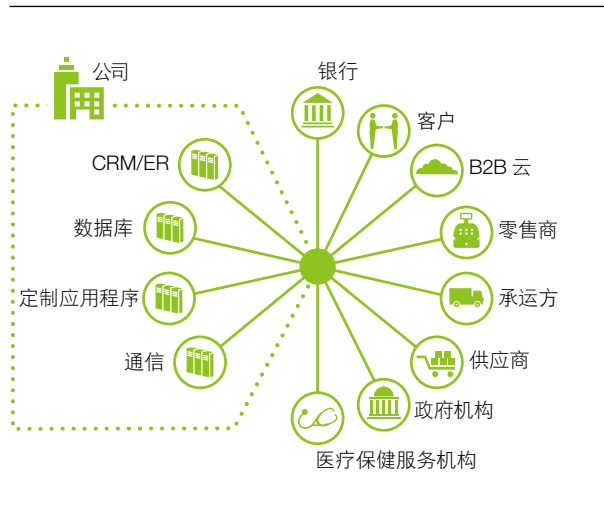 公司
银行
客户
CRM/ER
B2B 云
数据库
零售商
定制应用程序
承运方
通信
供应商
政府机构
医疗保健服务机构